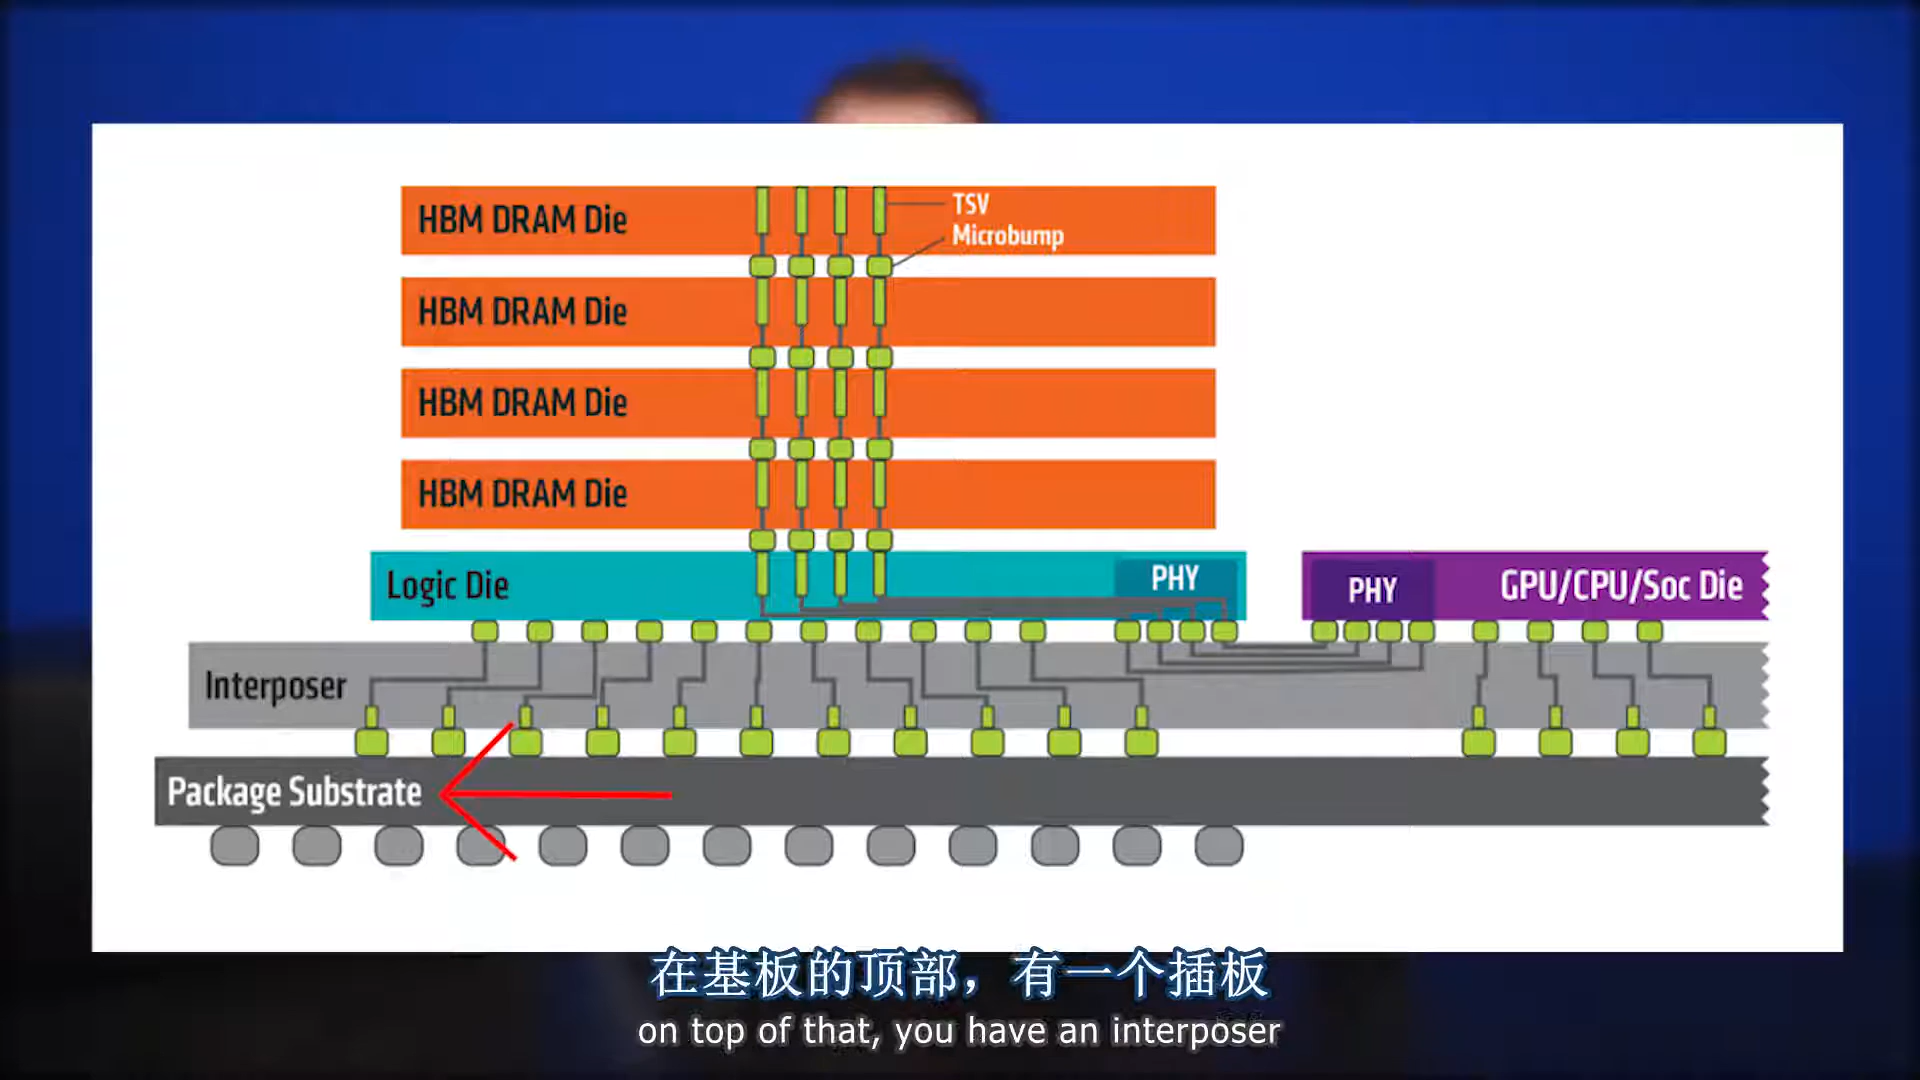 HBM DRAM Die
TSV
Microbump
HBM DRAM Die
HBM DRAM Die
HBM DRAM Die
Logic Die
PHY
PHY
GPU/CPU/Soc Die
Interposer
Package Substrate
在基板的顶部，有一个插板
on top of that, you have an interposer